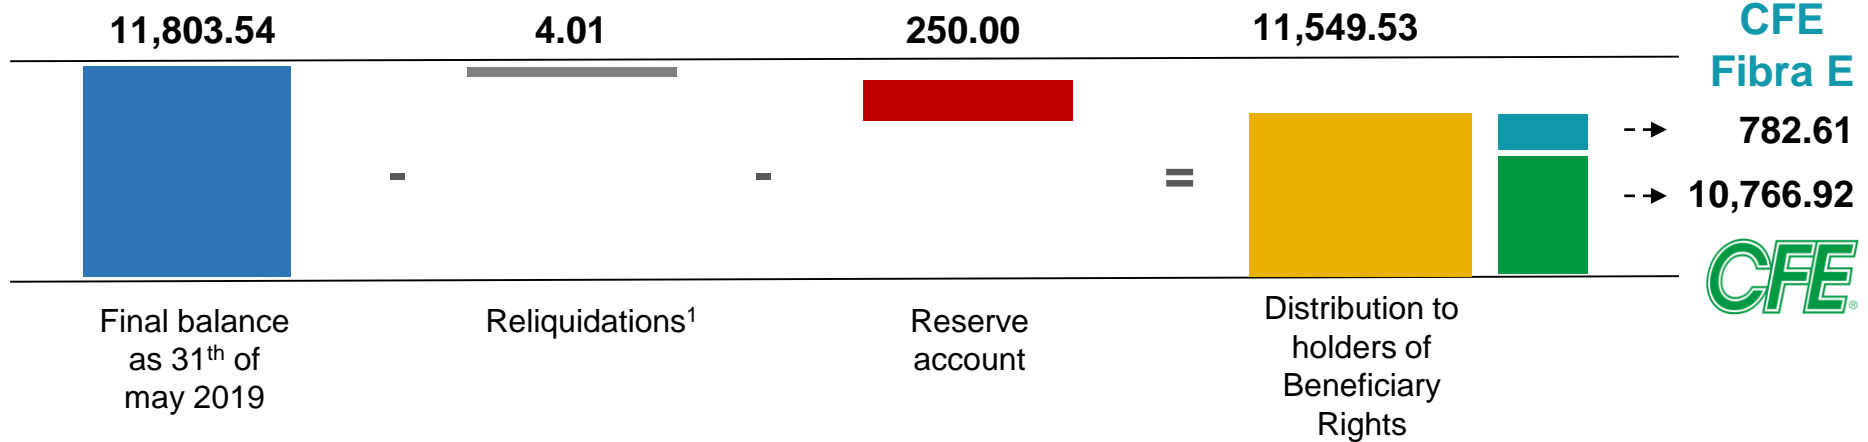 11,803.54 4.01 250.00 11,549.53
CFE
Fibra E
782.61
- - =
10,766.92
CFE®
Final balance
as 31th of
may 2019
Reliquidations1
Reserve
account
Distribution to
holders of
Beneficiary
Rights